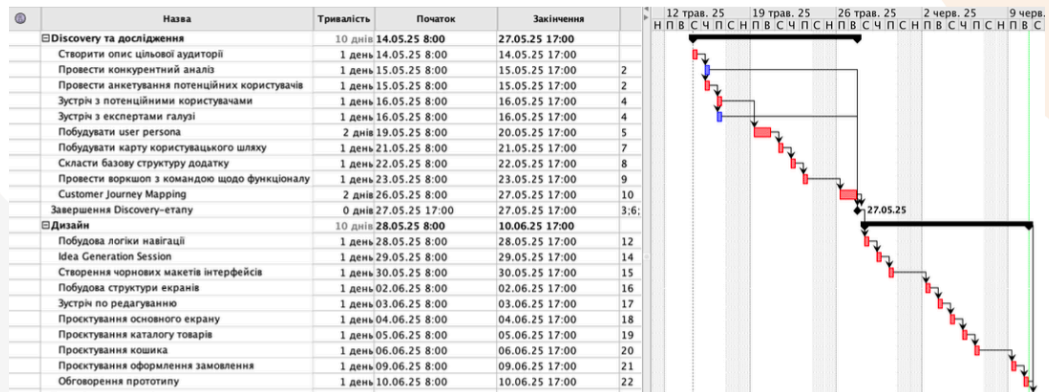 Назва Тривалість Початок Закінчення 12 трав. 25 19 трав. 25 26 трав. 25 2 черв. 25 9 черв.
Н П В С Ч П С Н П В С Ч П С Н П В С Ч П С Н П В С Ч П С Н П В С
Discovery та дослідження 10 днів 14.05.25 8:00 27.05.25 17:00
Створити опис цільової аудиторії 1 день 14.05.25 8:00 14.05.25 17:00
Провести конкурентний аналіз 1 день 15.05.25 8:00 15.05.25 17:00 2
Провести анкетування потенційних користувачів 1 день 15.05.25 8:00 15.05.25 17:00 2
Зустріч з потенційними користувачами 1 день 16.05.25 8:00 16.05.25 17:00 4
Зустріч з експертами галузі 1 день 16.05.25 8:00 16.05.25 17:00 4
Побудувати user persona 2 днів 19.05.25 8:00 20.05.25 17:00 5
Побудувати карту користувацького шляху 1 день 21.05.25 8:00 21.05.25 17:00 7
Скласти базову структуру додатку 1 день 22.05.25 8:00 22.05.25 17:00 8
Провести воркшоп з командою щодо функціоналу 1 день 23.05.25 8:00 23.05.25 17:00 9
Customer Journey Mapping 2 днів 26.05.25 8:00 27.05.25 17:00 10
Завершення Discovery-етапу 0 днів 27.05.25 17:00 27.05.25 17:00 3;6; 27.05.25
Дизайн 10 днів 28.05.25 8:00 10.06.25 17:00
Побудова логіки навігації 1 день 28.05.25 8:00 28.05.25 17:00 12
Idea Generation Session 1 день 29.05.25 8:00 29.05.25 17:00 14
Створення чорнових макетів інтерфейсів 1 день 30.05.25 8:00 30.05.25 17:00 15
Побудова структури екранів 1 день 02.06.25 8:00 02.06.25 17:00 16
Зустріч по редагуванню 1 день 03.06.25 8:00 03.06.25 17:00 17
Проєктування основного екрану 1 день 04.06.25 8:00 04.06.25 17:00 18
Проєктування каталогу товарів 1 день 05.06.25 8:00 05.06.25 17:00 19
Проєктування кошика 1 день 06.06.25 8:00 06.06.25 17:00 20
Проєктування оформлення замовлення 1 день 09.06.25 8:00 09.06.25 17:00 21
Обговорення прототипу 1 день 10.06.25 8:00 10.06.25 17:00 22